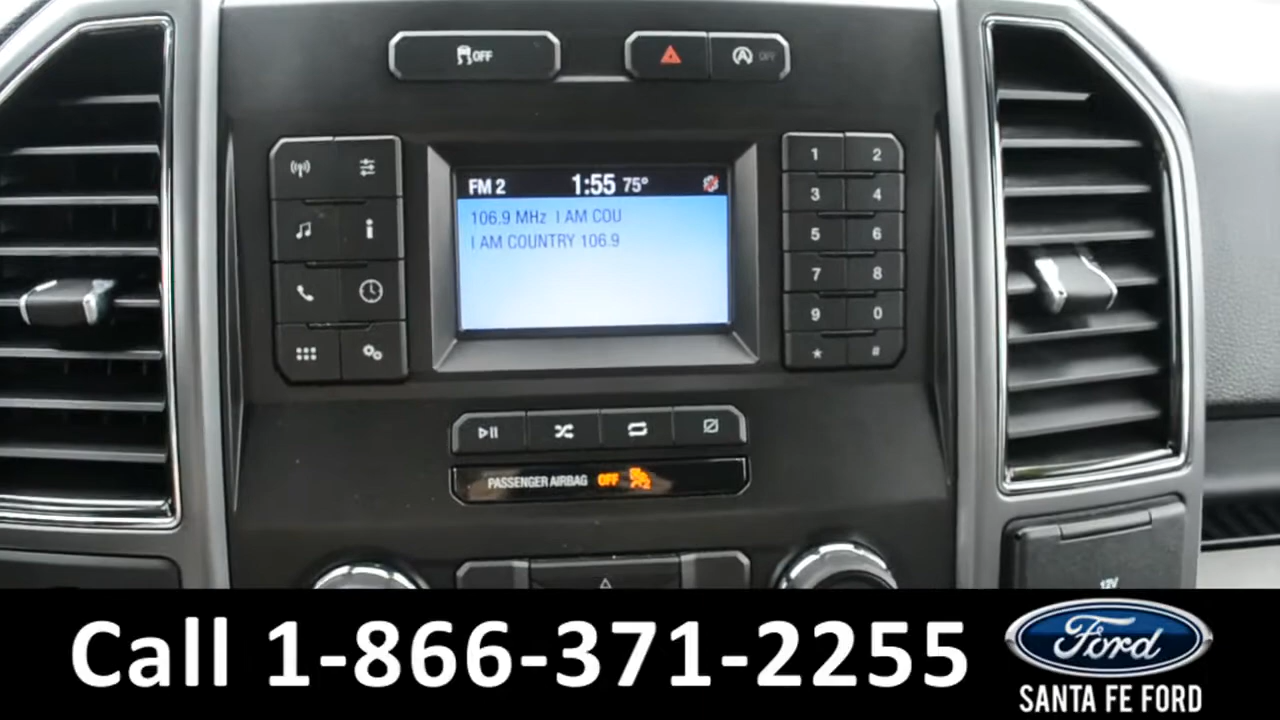 OFF
OFF
1 2
3 4
5 6
7 8
9 0
* #
FM 2 1:55 75°
106.9 MHz I AM COU
I AM COUNTRY 106.9
PASSENGER AIRBAG OFF
12V
Call 1-866-371-2255
Ford
SANTA FE FORD